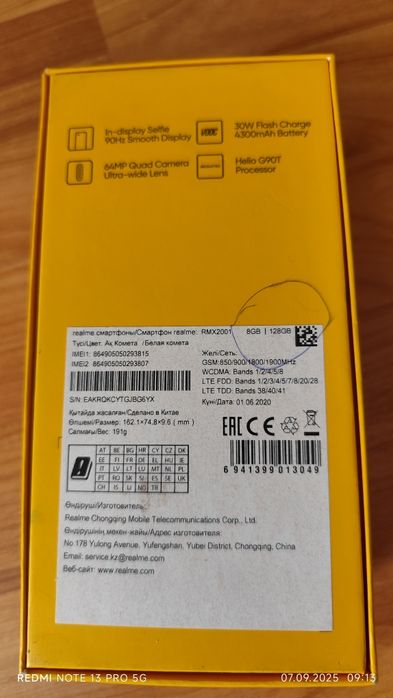 In-display Selfie
90Hz Smooth Display
VOOC
30W Flash Charge
4300mAh Battery
64MP Quad Camera
Ultra-wide Lens
Helio G90T
Processor
realme смартфоны/Смартфон realme: RMX2001 8GB | 128GB
Түсі/Цвет: Ақ Комета /Белая комета
IMEI1: 864905050293815
IMEI2: 864905050293807
S/N: EAKRQKCYTGJBG6YX
Қытайда жасалған/Сделано в Китае
Өлшемі/Размер: 162.1×74.8×9.6 ( mm )
Салмағы/Вес: 191g
Желі/Сеть:
GSM:850/900/1800/1900MHz
WCDMA: Bands 1/2/4/5/8
LTE FDD: Bands 1/2/3/4/5/7/8/20/28
LTE TDD: Bands 38/40/41
Күні/Дата: 01.06.2020
EAC CE
6 941399 013049
AT BE BG HR CY CZ DK
EE FI FR DE EL HU IE
IT LV LT LU MT NL PL
PT RO SK SI ES SE UK
CH IS LI NO TR
Өндіруші/Изготовитель:
Realme Chongqing Mobile Telecommunications Corp., Ltd.
Өндірушінің мекен-жайы/Адрес изготовителя:
No.178 Yulong Avenue, Yufengshan, Yubei District, Chongqing, China
Email: service.kz@realme.com
Веб-сайт: www.realme.com
REDMI NOTE 13 PRO 5G
07.09.2025 09:13